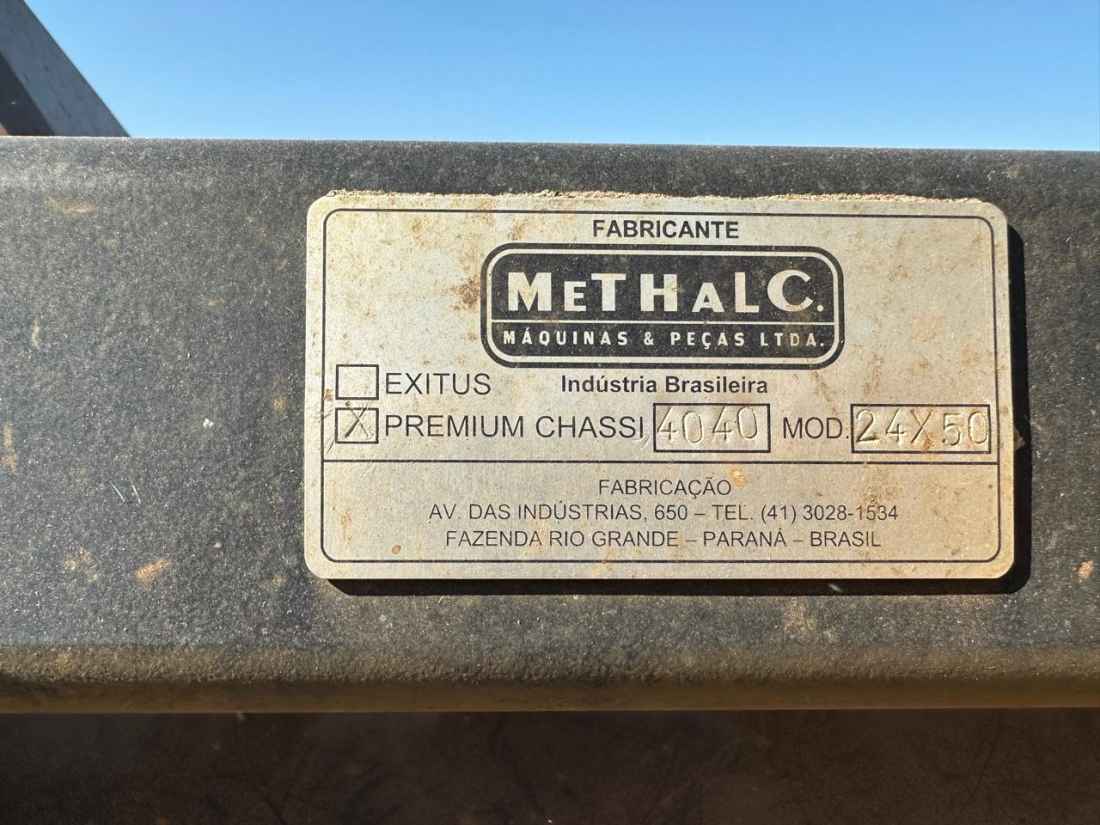 FABRICANTE
METHALC.
MÁQUINAS & PEÇAS LTDA.
EXITUS Indústria Brasileira
X PREMIUM CHASSI 4040 MOD. 24X50
FABRICAÇÃO
AV. DAS INDÚSTRIAS, 650 – TEL. (41) 3028-1534
FAZENDA RIO GRANDE – PARANÁ – BRASIL